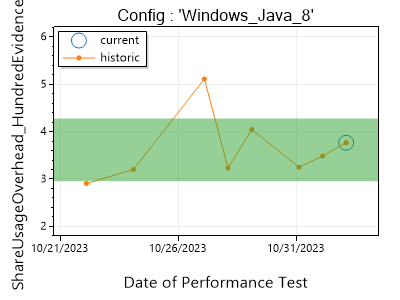 Config : 'Windows_Java_8'
ShareUsageOverhead_HundredEvidence
current
historic
6
5
4
3
2
10/21/2023
10/26/2023
10/31/2023
Date of Performance Test